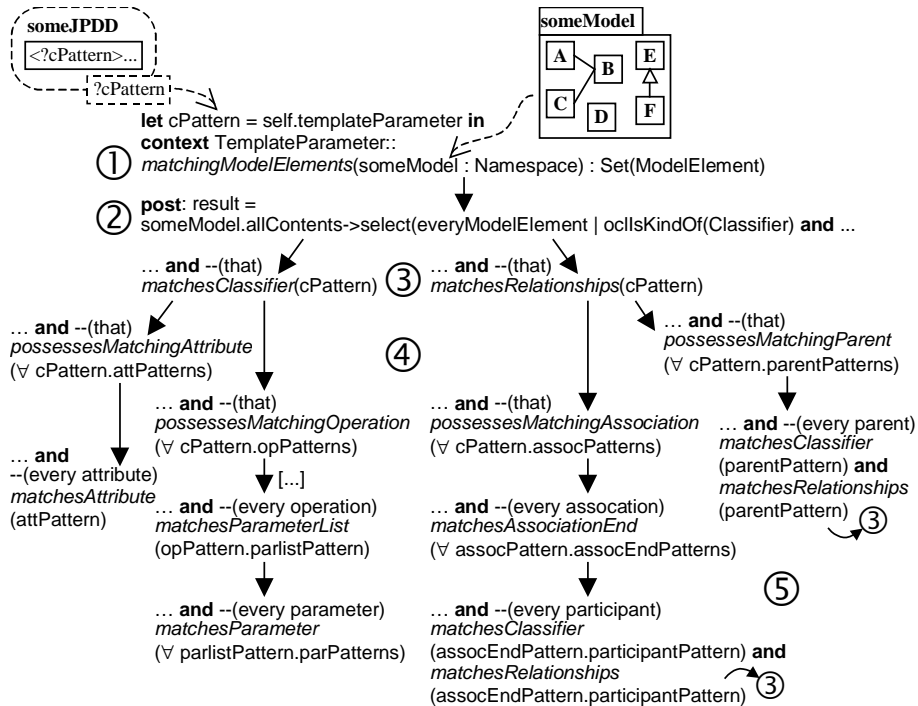 someJPDD
<?cPattern>...
?cPattern
someModel
A
B
E
C
D
F
let cPattern = self.templateParameter in
context TemplateParameter::
① matchingModelElements(someModel : Namespace) : Set(ModelElement)
② post: result =
someModel.allContents->select(everyModelElement | oclIsKindOf(Classifier) and ...
… and --(that)
matchesClassifier(cPattern)
③
… and --(that)
matchesRelationships(cPattern)
… and --(that)
possessesMatchingAttribute
(∀ cPattern.attPatterns)
④
… and --(that)
possessesMatchingParent
(∀ cPattern.parentPatterns)
… and --(that)
possessesMatchingOperation
(∀ cPattern.opPatterns)
… and --(that)
possessesMatchingAssociation
(∀ cPattern.assocPatterns)
… and --(every parent)
matchesClassifier
(parentPattern) and
matchesRelationships
(parentPattern)
③
… and
--(every attribute)
matchesAttribute
(attPattern)
[...]
… and --(every operation)
matchesParameterList
(opPattern.parlistPattern)
… and --(every assocation)
matchesAssociationEnd
(∀ assocPattern.assocEndPatterns)
⑤
… and --(every parameter)
matchesParameter
(∀ parlistPattern.parPatterns)
… and --(every participant)
matchesClassifier
(assocEndPattern.participantPattern) and
matchesRelationships
(assocEndPattern.participantPattern)
③